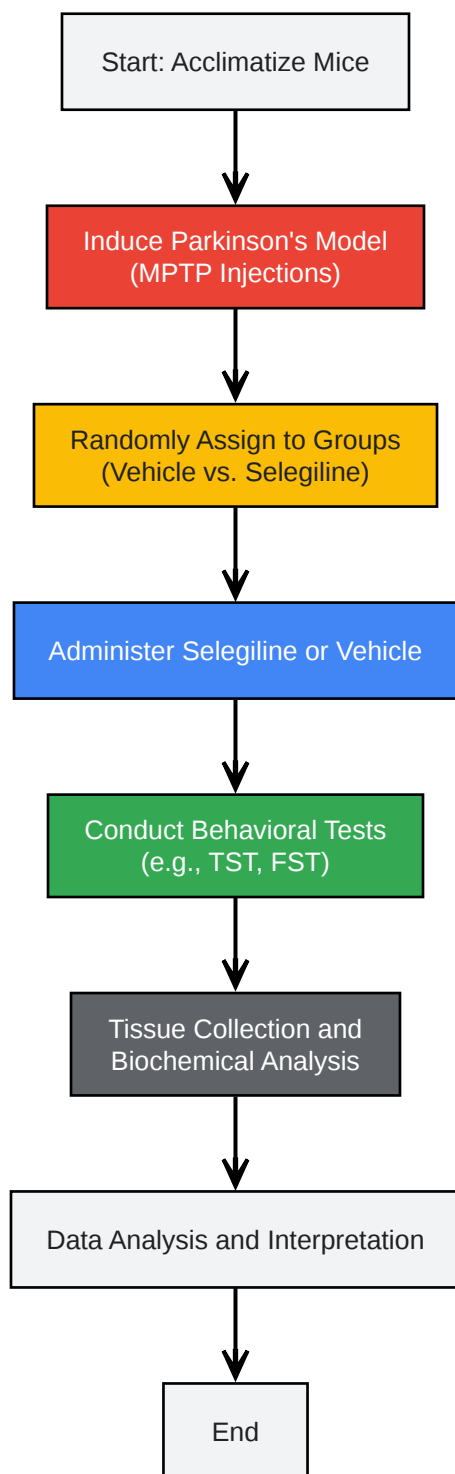 Start: Acclimatize Mice
Induce Parkinson's Model
(MPTP Injections)
Randomly Assign to Groups
(Vehicle vs. Selegiline)
Administer Selegiline or Vehicle
Conduct Behavioral Tests
(e.g., TST, FST)
Tissue Collection and
Biochemical Analysis
Data Analysis and Interpretation
End